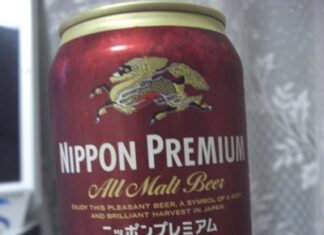 NIPPON PREMIUM
All Malt Beer
ENJOY THIS PLEASANT BEER, A SYMBOL OF A RICH
AND BRILLIANT HARVEST IN JAPAN.
ニッポンプレミアム